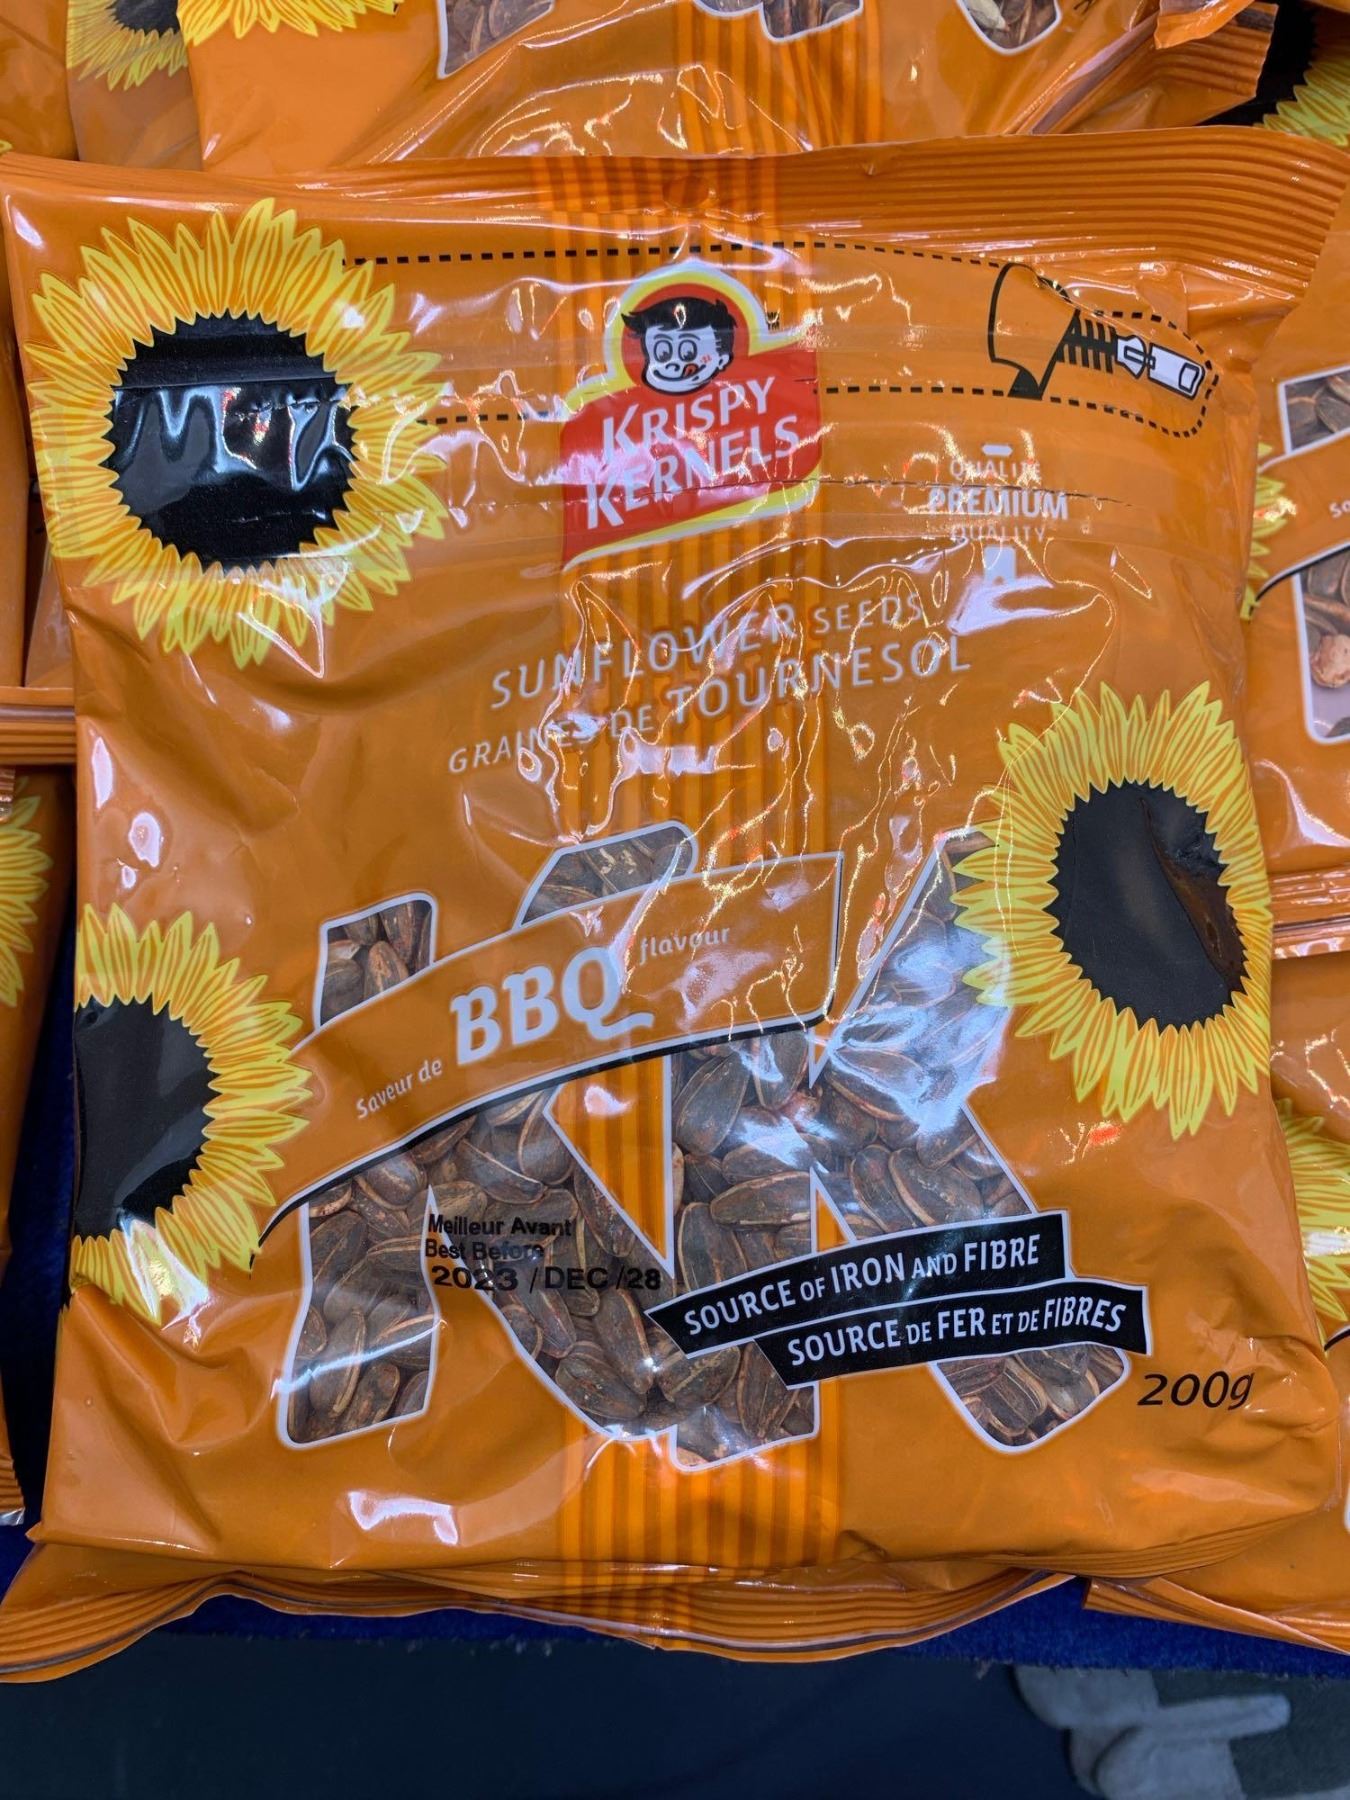 KRISPY
KERNELS
TM
QUALITÉ
PREMIUM
QUALITY
SUNFLOWER SEEDS
GRAINES DE TOURNESOL
Saveur de BBQ flavour
Meilleur Avant
Best Before
2023 / DEC / 28
SOURCE OF IRON AND FIBRE
SOURCE DE FER ET DE FIBRES
200g